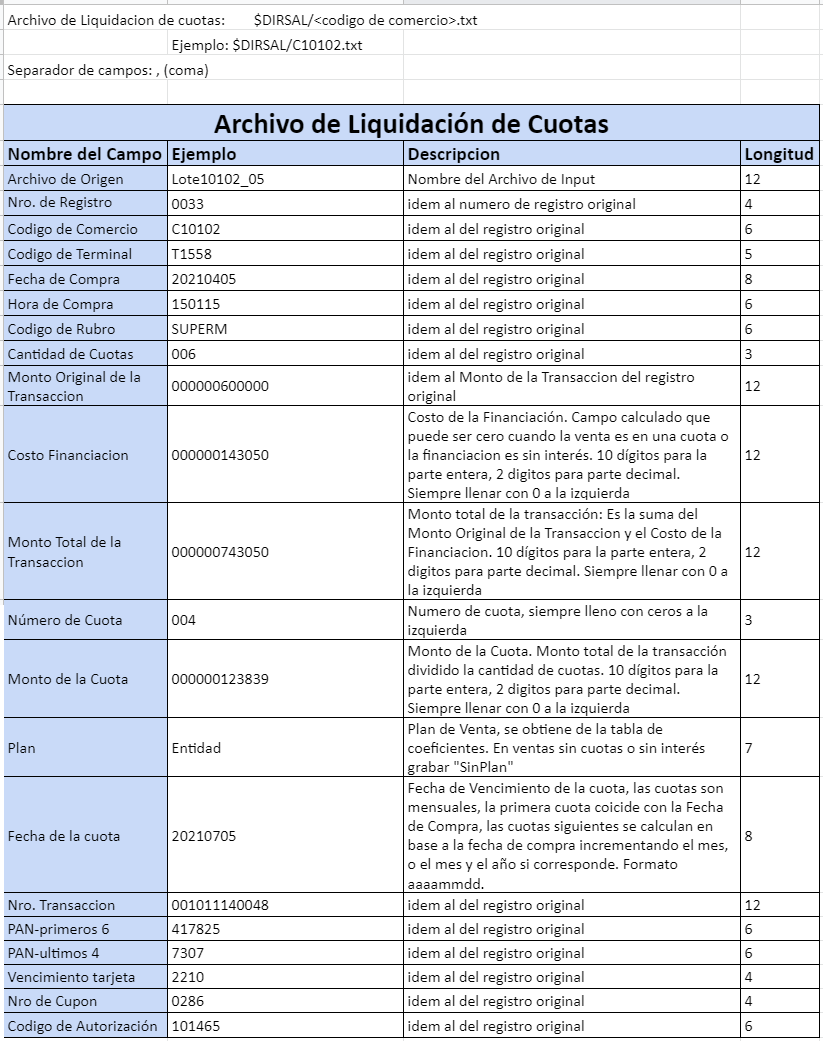 Archivo de Liquidacion de cuotas: $DIRSAL/<codigo de comercio>.txt
Ejemplo: $DIRSAL/C10102.txt
Separador de campos: , (coma)
Archivo de Liquidación de Cuotas
Nombre del Campo Ejemplo Descripcion Longitud
Archivo de Origen Lote10102_05 Nombre del Archivo de Input 12
Nro. de Registro 0033 idem al numero de registro original 4
Codigo de Comercio C10102 idem al del registro original 6
Codigo de Terminal T1558 idem al del registro original 5
Fecha de Compra 20210405 idem al del registro original 8
Hora de Compra 150115 idem al del registro original 6
Codigo de Rubro SUPERM idem al del registro original 6
Cantidad de Cuotas 006 idem al del registro original 3
Monto Original de la
Transaccion
000000600000
idem al Monto de la Transaccion del registro
original
12
Costo Financiacion
000000143050
Costo de la Financiación. Campo calculado que
puede ser cero cuando la venta es en una cuota o
la financiacion es sin interés. 10 dígitos para la
parte entera, 2 digitos para parte decimal.
Siempre llenar con 0 a la izquierda
12
Monto Total de la
Transaccion
000000743050
Monto total de la transacción: Es la suma del
Monto Original de la Transaccion y el Costo de la
Financiacion. 10 dígitos para la parte entera, 2
digitos para parte decimal. Siempre llenar con 0 a
la izquierda
12
Número de Cuota
004
Numero de cuota, siempre lleno con ceros a la
izquierda
3
Monto de la Cuota
000000123839
Monto de la Cuota. Monto total de la transacción
dividido la cantidad de cuotas. 10 dígitos para la
parte entera, 2 digitos para parte decimal.
Siempre llenar con 0 a la izquierda
12
Plan
Entidad
Plan de Venta, se obtiene de la tabla de
coeficientes. En ventas sin cuotas o sin interés
grabar "SinPlan"
7
Fecha de la cuota
20210705
Fecha de Vencimiento de la cuota, las cuotas son
mensuales, la primera cuota coicide con la Fecha
de Compra, las cuotas siguientes se calculan en
base a la fecha de compra incrementando el mes,
o el mes y el año si corresponde. Formato
aaaammdd.
8
Nro. Transaccion 001011140048 idem al del registro original 12
PAN-primeros 6 417825 idem al del registro original 6
PAN-ultimos 4 7307 idem al del registro original 6
Vencimiento tarjeta 2210 idem al del registro original 4
Nro de Cupon 0286 idem al del registro original 4
Codigo de Autorización 101465 idem al del registro original 6